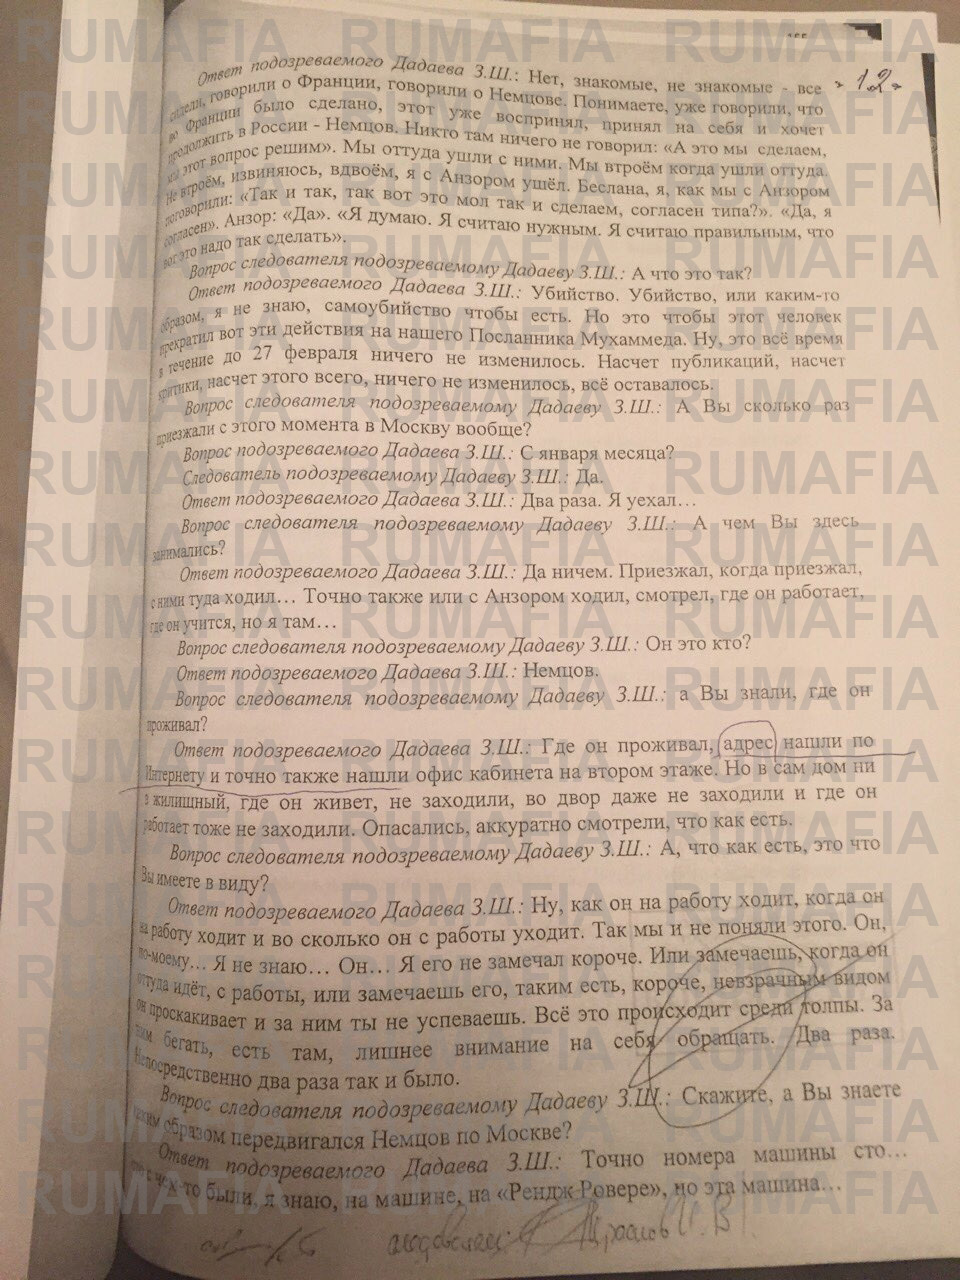 - 12 -
Ответ подозреваемого Дадаева З.Ш.: Нет, знакомые, не знакомые - все
сидели, говорили о Франции, говорили о Немцове. Понимаете, уже говорили, что
во Франции было сделано, этот уже воспринял, принял на себя и хочет
продолжить в России - Немцов. Никто там ничего не говорил: «А это мы сделаем,
мы этот вопрос решим». Мы оттуда ушли с ними. Мы втроём когда ушли оттуда.
Не втроём, извиняюсь, вдвоём, я с Анзором ушёл. Беслана, я, как мы с Анзором
поговорили: «Так и так, так вот это мол так и сделаем, согласен типа?». «Да, я
согласен». Анзор: «Да». «Я думаю. Я считаю нужным. Я считаю правильным, что
вот это надо так сделать».
Вопрос следователя подозреваемому Дадаеву З.Ш.: А что это так?
Ответ подозреваемого Дадаева З.Ш.: Убийство. Убийство, или каким-то
образом, я не знаю, самоубийство чтобы есть. Но это чтобы этот человек
прекратил вот эти действия на нашего Посланника Мухаммеда. Ну, это всё время
в течение до 27 февраля ничего не изменилось. Насчет публикаций, насчет
критики, насчет этого всего, ничего не изменилось, всё оставалось.
Вопрос следователя подозреваемому Дадаеву З.Ш.: А Вы сколько раз
приезжали с этого момента в Москву вообще?
Вопрос подозреваемого Дадаева З.Ш.: С января месяца?
Следователь подозреваемому Дадаеву З.Ш.: Да.
Ответ подозреваемого Дадаева З.Ш.: Два раза. Я уехал…
Вопрос следователя подозреваемому Дадаеву З.Ш.: А чем Вы здесь
занимались?
Ответ подозреваемого Дадаева З.Ш.: Да ничем. Приезжал, когда приезжал,
с ними туда ходил… Точно также или с Анзором ходил, смотрел, где он работает,
где он учится, но я там…
Вопрос следователя подозреваемому Дадаеву З.Ш.: Он это кто?
Ответ подозреваемого Дадаева З.Ш.: Немцов.
Вопрос следователя подозреваемому Дадаеву З.Ш.: а Вы знали, где он
проживал?
Ответ подозреваемого Дадаева З.Ш.: Где он проживал, адрес нашли по
Интернету и точно также нашли офис кабинета на втором этаже. Но в сам дом ни
в жилищный, где он живет, не заходили, во двор даже не заходили и где он
работает тоже не заходили. Опасались, аккуратно смотрели, что как есть.
Вопрос следователя подозреваемому Дадаеву З.Ш.: А, что как есть, это что
Вы имеете в виду?
Ответ подозреваемого Дадаева З.Ш.: Ну, как он на работу ходит, когда он
на работу ходит и во сколько он с работы уходит. Так мы и не поняли этого. Он,
по-моему… Я не знаю… Он… Я его не замечал короче. Или замечаешь, когда он
оттуда идёт, с работы, или замечаешь его, таким есть, короче, невзрачным видом
он проскакивает и за ним ты не успеваешь. Всё это происходит среди толпы. За
ним бегать, есть там, лишнее внимание на себя обращать. Два раза.
Непосредственно два раза так и было.
Вопрос следователя подозреваемому Дадаеву З.Ш.: Скажите, а Вы знаете
каким образом передвигался Немцов по Москве?
Ответ подозреваемого Дадаева З.Ш.: Точно номера машины сто…
с чех-то были, я знаю, на машине, на «Рендж Ровере», но эта машина…